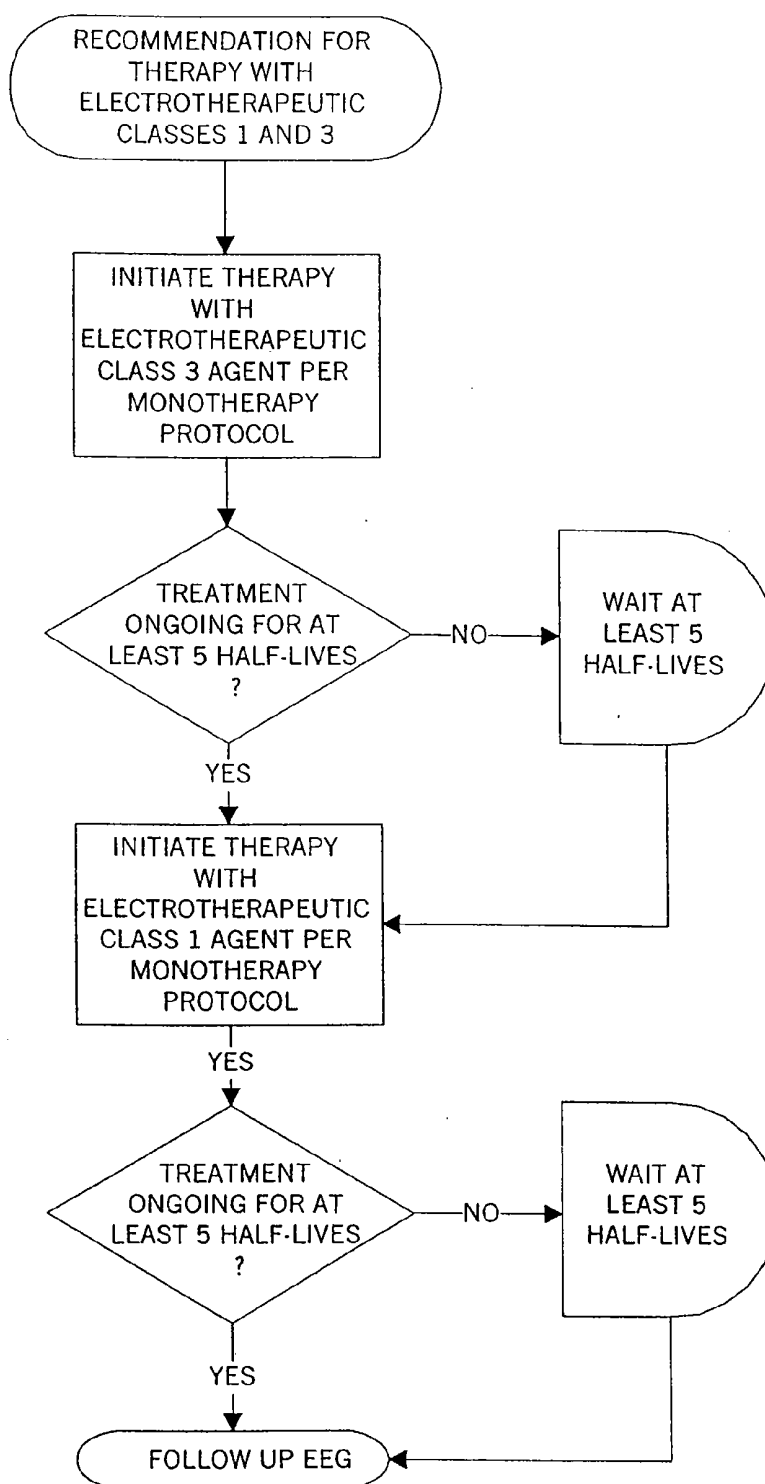 RECOMMENDATION FOR
THERAPY WITH
ELECTROTHERAPEUTIC
CLASSES 1 AND 3
INITIATE THERAPY
WITH
ELECTROTHERAPEUTIC
CLASS 3 AGENT PER
MONOTHERAPY
PROTOCOL
TREATMENT
ONGOING FOR AT
LEAST 5 HALF-LIVES
?
NO
WAIT AT
LEAST 5
HALF-LIVES
YES
INITIATE THERAPY
WITH
ELECTROTHERAPEUTIC
CLASS 1 AGENT PER
MONOTHERAPY
PROTOCOL
YES
TREATMENT
ONGOING FOR AT
LEAST 5 HALF-LIVES
?
NO
WAIT AT
LEAST 5
HALF-LIVES
YES
FOLLOW UP EEG